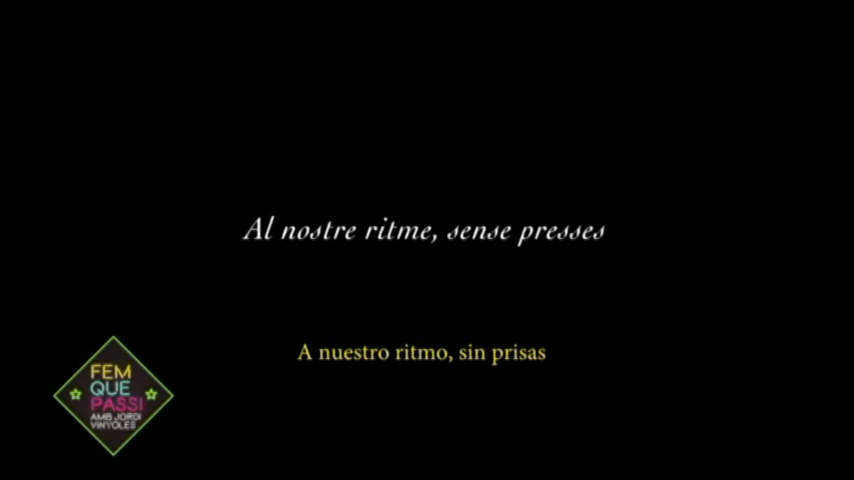 Al nostre ritme, sense presses
A nuestro ritmo, sin prisas
FEM
QUE
PASSI
AMB JORDI
VINYOLES